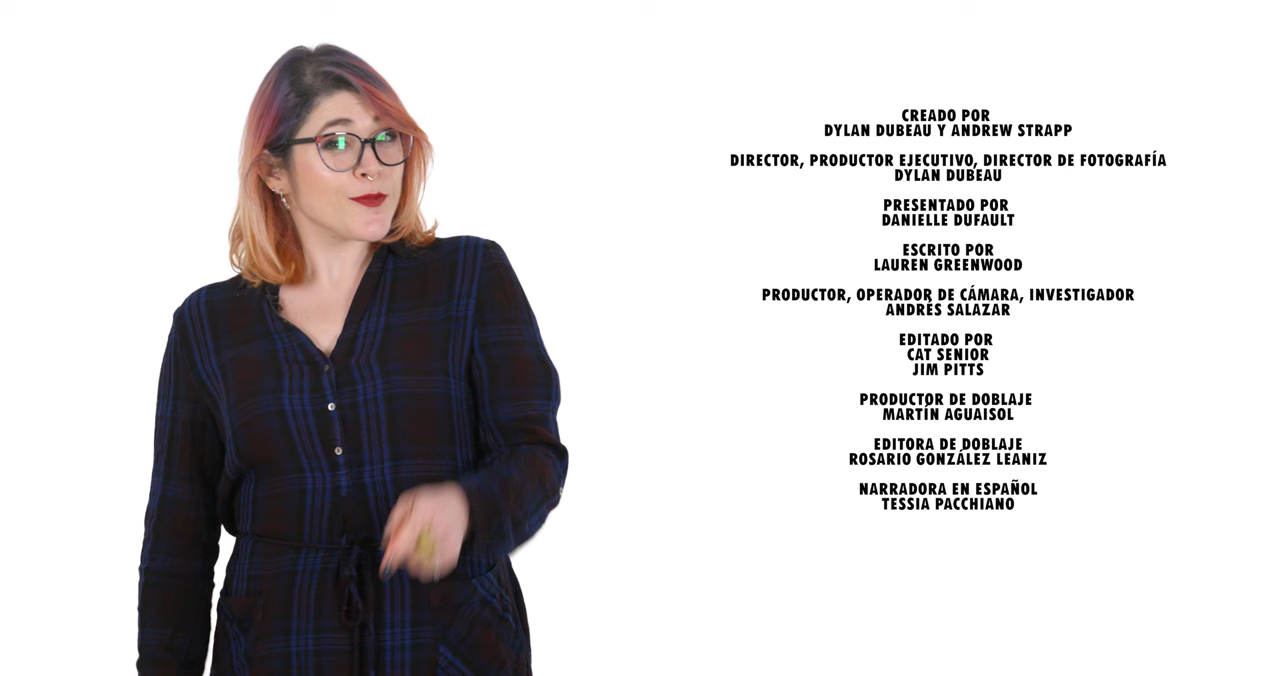 CREADO POR
DYLAN DUBEAU Y ANDREW STRAPP
DIRECTOR, PRODUCTOR EJECUTIVO, DIRECTOR DE FOTOGRAFÍA
DYLAN DUBEAU
PRESENTADO POR
DANIELLE DUFAULT
ESCRITO POR
LAUREN GREENWOOD
PRODUCTOR, OPERADOR DE CÁMARA, INVESTIGADOR
ANDRÉS SALAZAR
EDITADO POR
CAT SENIOR
JIM PITTS
PRODUCTOR DE DOBLAJE
MARTÍN AGUAISOL
EDITORA DE DOBLAJE
ROSARIO GONZÁLEZ LEANIZ
NARRADORA EN ESPAÑOL
TESSIA PACCHIANO